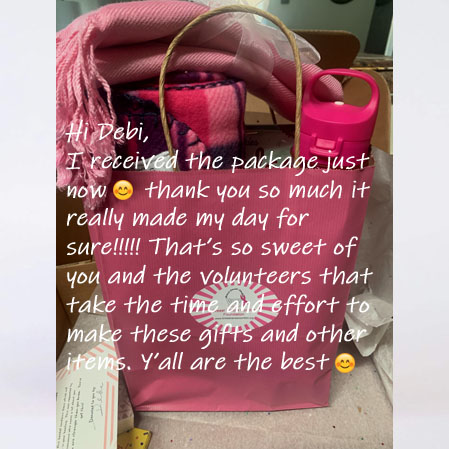 Hi Debi,
I received the package just
now 😊 thank you so much it
really made my day for
sure!!!!! That's so sweet of
you and the volunteers that
take the time and effort to
make these gifts and other
items. Y'all are the best 😊